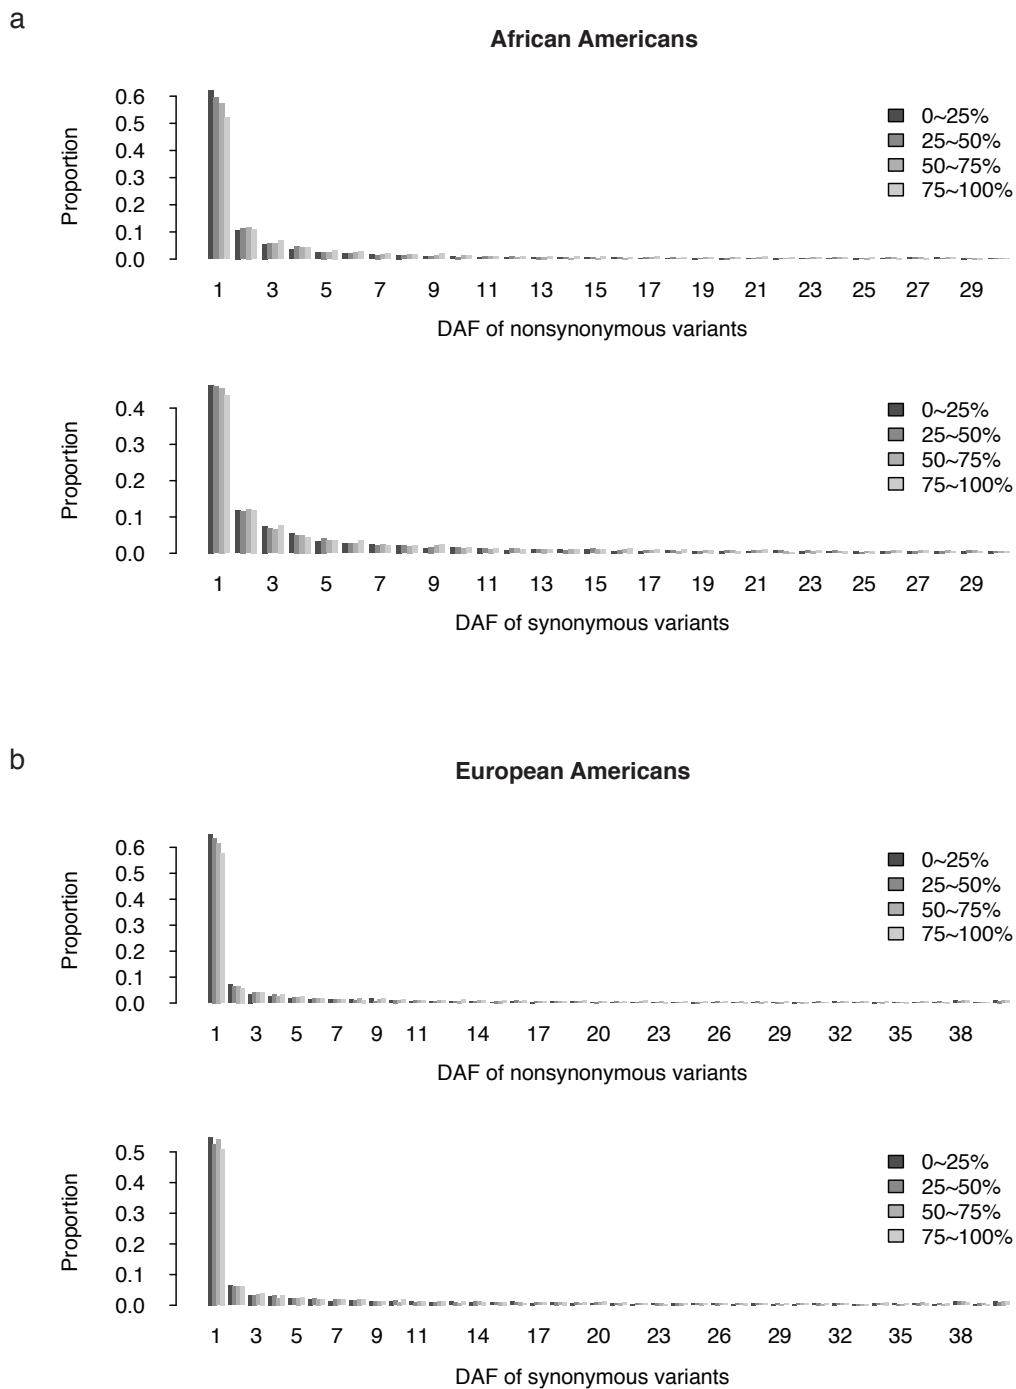 a
African Americans
Proportion
0.6
0.5
0.4
0.3
0.2
0.1
0.0
0~25%
25~50%
50~75%
75~100%
1 3 5 7 9 11 13 15 17 19 21 23 25 27 29
DAF of nonsynonymous variants
Proportion
0.4
0.3
0.2
0.1
0.0
0~25%
25~50%
50~75%
75~100%
1 3 5 7 9 11 13 15 17 19 21 23 25 27 29
DAF of synonymous variants
b
European Americans
Proportion
0.6
0.5
0.4
0.3
0.2
0.1
0.0
0~25%
25~50%
50~75%
75~100%
1 3 5 7 9 11 14 17 20 23 26 29 32 35 38
DAF of nonsynonymous variants
Proportion
0.5
0.4
0.3
0.2
0.1
0.0
0~25%
25~50%
50~75%
75~100%
1 3 5 7 9 11 14 17 20 23 26 29 32 35 38
DAF of synonymous variants